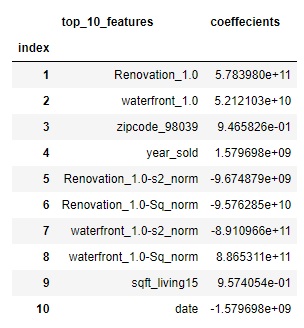 top_10_features coeffecients
index
1 Renovation_1.0 5.783980e+11
2 waterfront_1.0 5.212103e+10
3 zipcode_98039 9.465826e-01
4 year_sold 1.579698e+09
5 Renovation_1.0-s2_norm -9.674879e+10
6 Renovation_1.0-Sq_norm -9.576285e+10
7 waterfront_1.0-s2_norm -8.910966e+11
8 waterfront_1.0-Sq_norm 8.865311e+11
9 sqft_living15 9.574054e-01
10 date -1.579698e+09